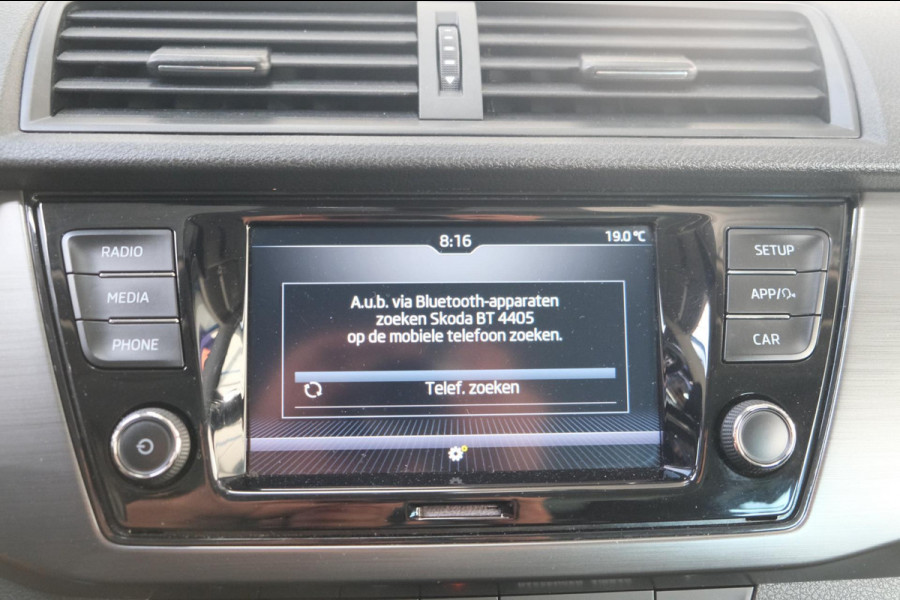 8:16
19.0°C
RADIO
MEDIA
PHONE
A.u.b. via Bluetooth-apparaten
zoeken Skoda BT 4405
op de mobiele telefoon zoeken.
Telef. zoeken
SETUP
APP/
CAR